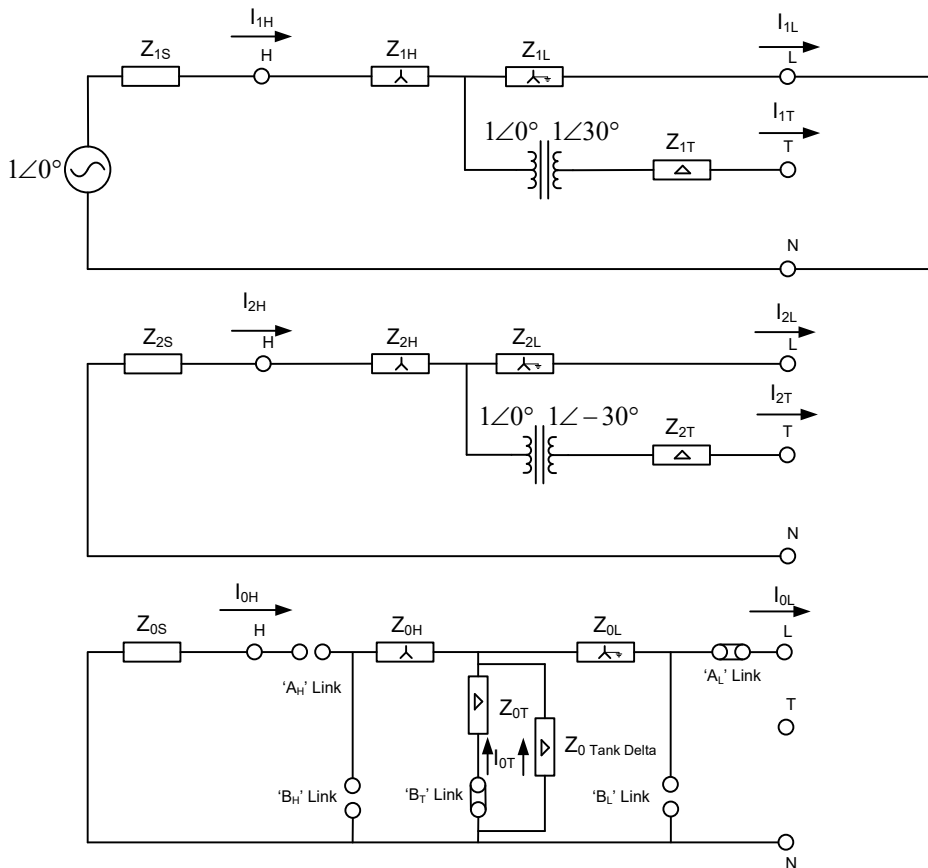 I1H
I1L
Z1S
H
Z1H
Z1L
L
I1T
1∠0°
1∠30°
Z1T
T
1∠0°
N
I2H
I2L
Z2S
H
Z2H
Z2L
L
I2T
1∠0°
1∠−30°
Z2T
T
N
I0H
I0L
Z0S
H
Z0H
Z0L
L
'AH' Link
'AL' Link
Z0T
T
I0T
Z0 Tank Delta
'BH' Link
'BT' Link
'BL' Link
N